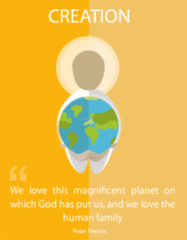 CREATION
“
We love this magnificent planet on
which God has put us, and we love the
human family
Pope Francis